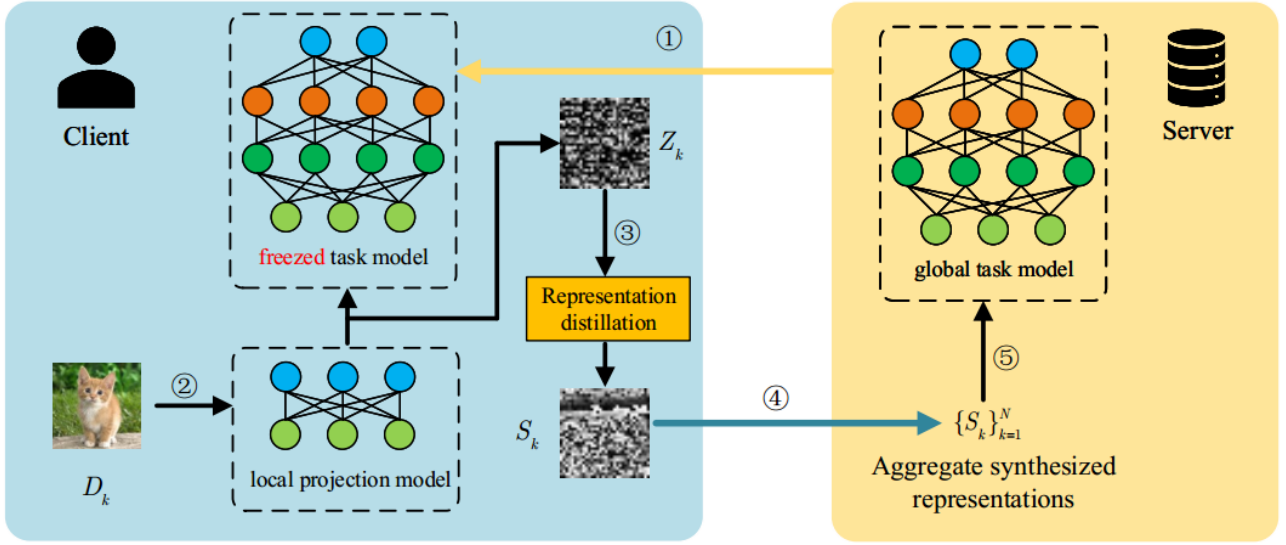 Client
①
Z_k
③
freezed task model
Representation
distillation
②
D_k
local projection model
S_k
④
Server
global task model
⑤
{S_k}_{k=1}^N
Aggregate synthesized
representations